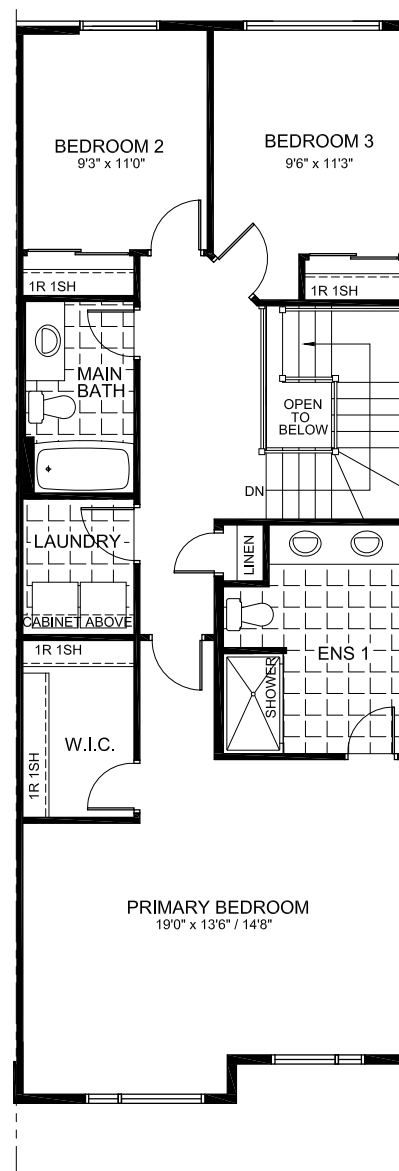 BEDROOM 2
9'3" x 11'0"
BEDROOM 3
9'6" x 11'3"
1R 1SH
1R 1SH
MAIN
BATH
OPEN
TO
BELOW
DN
LAUNDRY
LINEN
CABINET ABOVE
1R 1SH
ENS 1
SHOWER
W.I.C.
1R 1SH
PRIMARY BEDROOM
19'0" x 13'6" / 14'8"